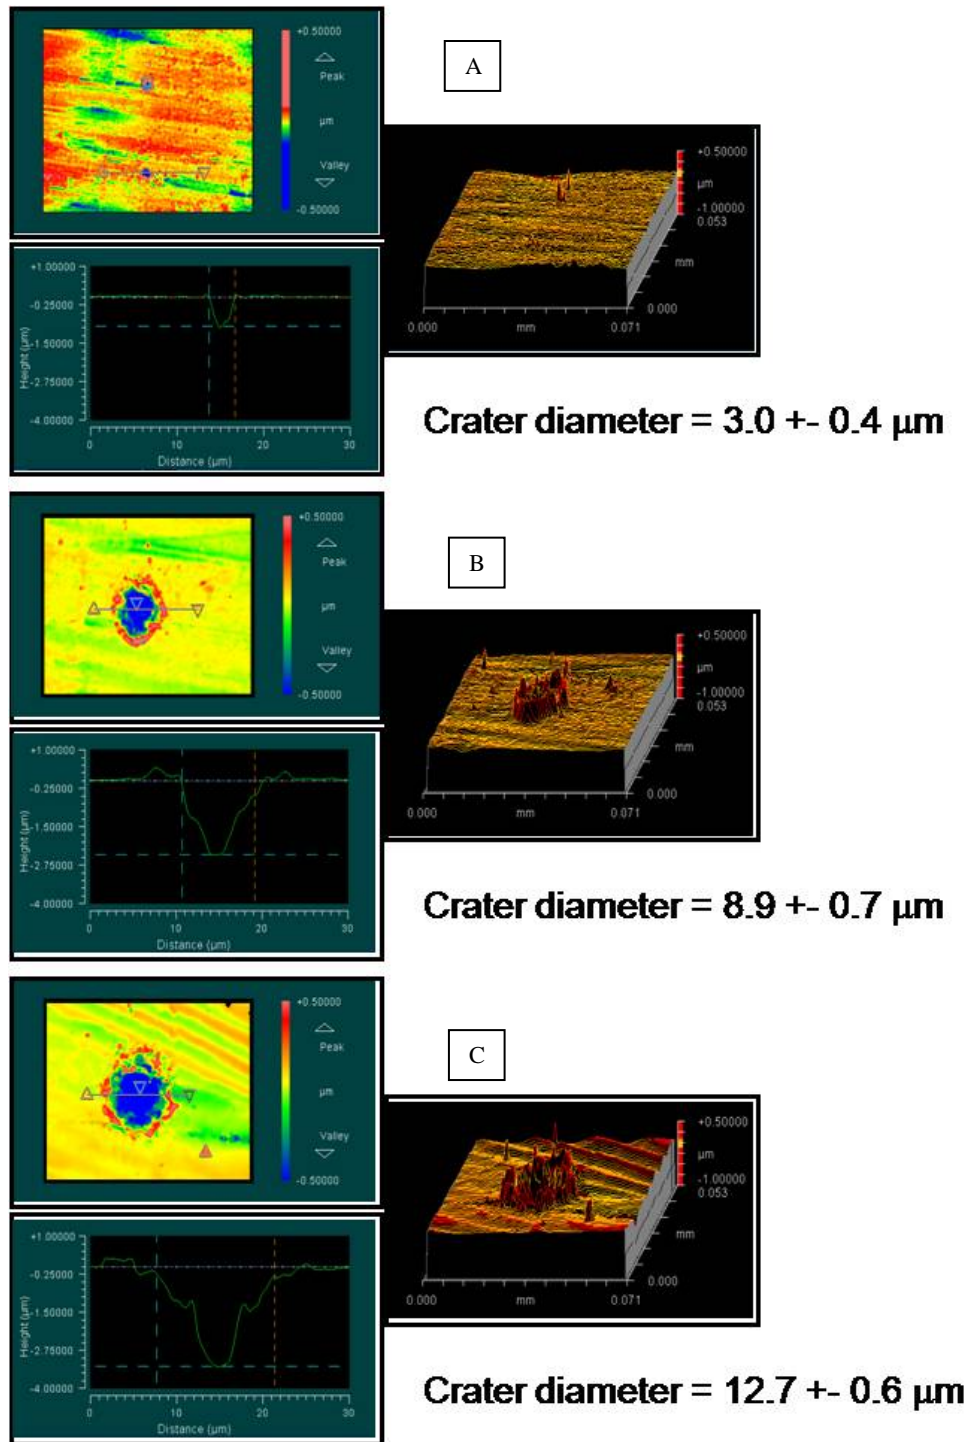 +0.50000
Peak
µm
Valley
-0.50000
A
+0.50000
µm
-1.00000
0.053
mm
0.000
0.000
mm
0.071
+1.00000
-0.25000
-1.50000
-2.75000
-4.00000
Height (µm)
0
10
20
30
Distance (µm)
Crater diameter = 3.0 +- 0.4 µm
+0.50000
Peak
µm
Valley
-0.50000
B
+0.50000
µm
-1.00000
0.053
mm
0.000
0.000
mm
0.071
+1.00000
-0.25000
-1.50000
-2.75000
-4.00000
Height (µm)
0
10
20
30
Distance (µm)
Crater diameter = 8.9 +- 0.7 µm
+0.50000
Peak
µm
Valley
-0.50000
C
+0.50000
µm
-1.00000
0.053
mm
0.000
0.000
mm
0.071
+1.00000
-0.25000
-1.50000
-2.75000
-4.00000
Height (µm)
0
10
20
30
Distance (µm)
Crater diameter = 12.7 +- 0.6 µm